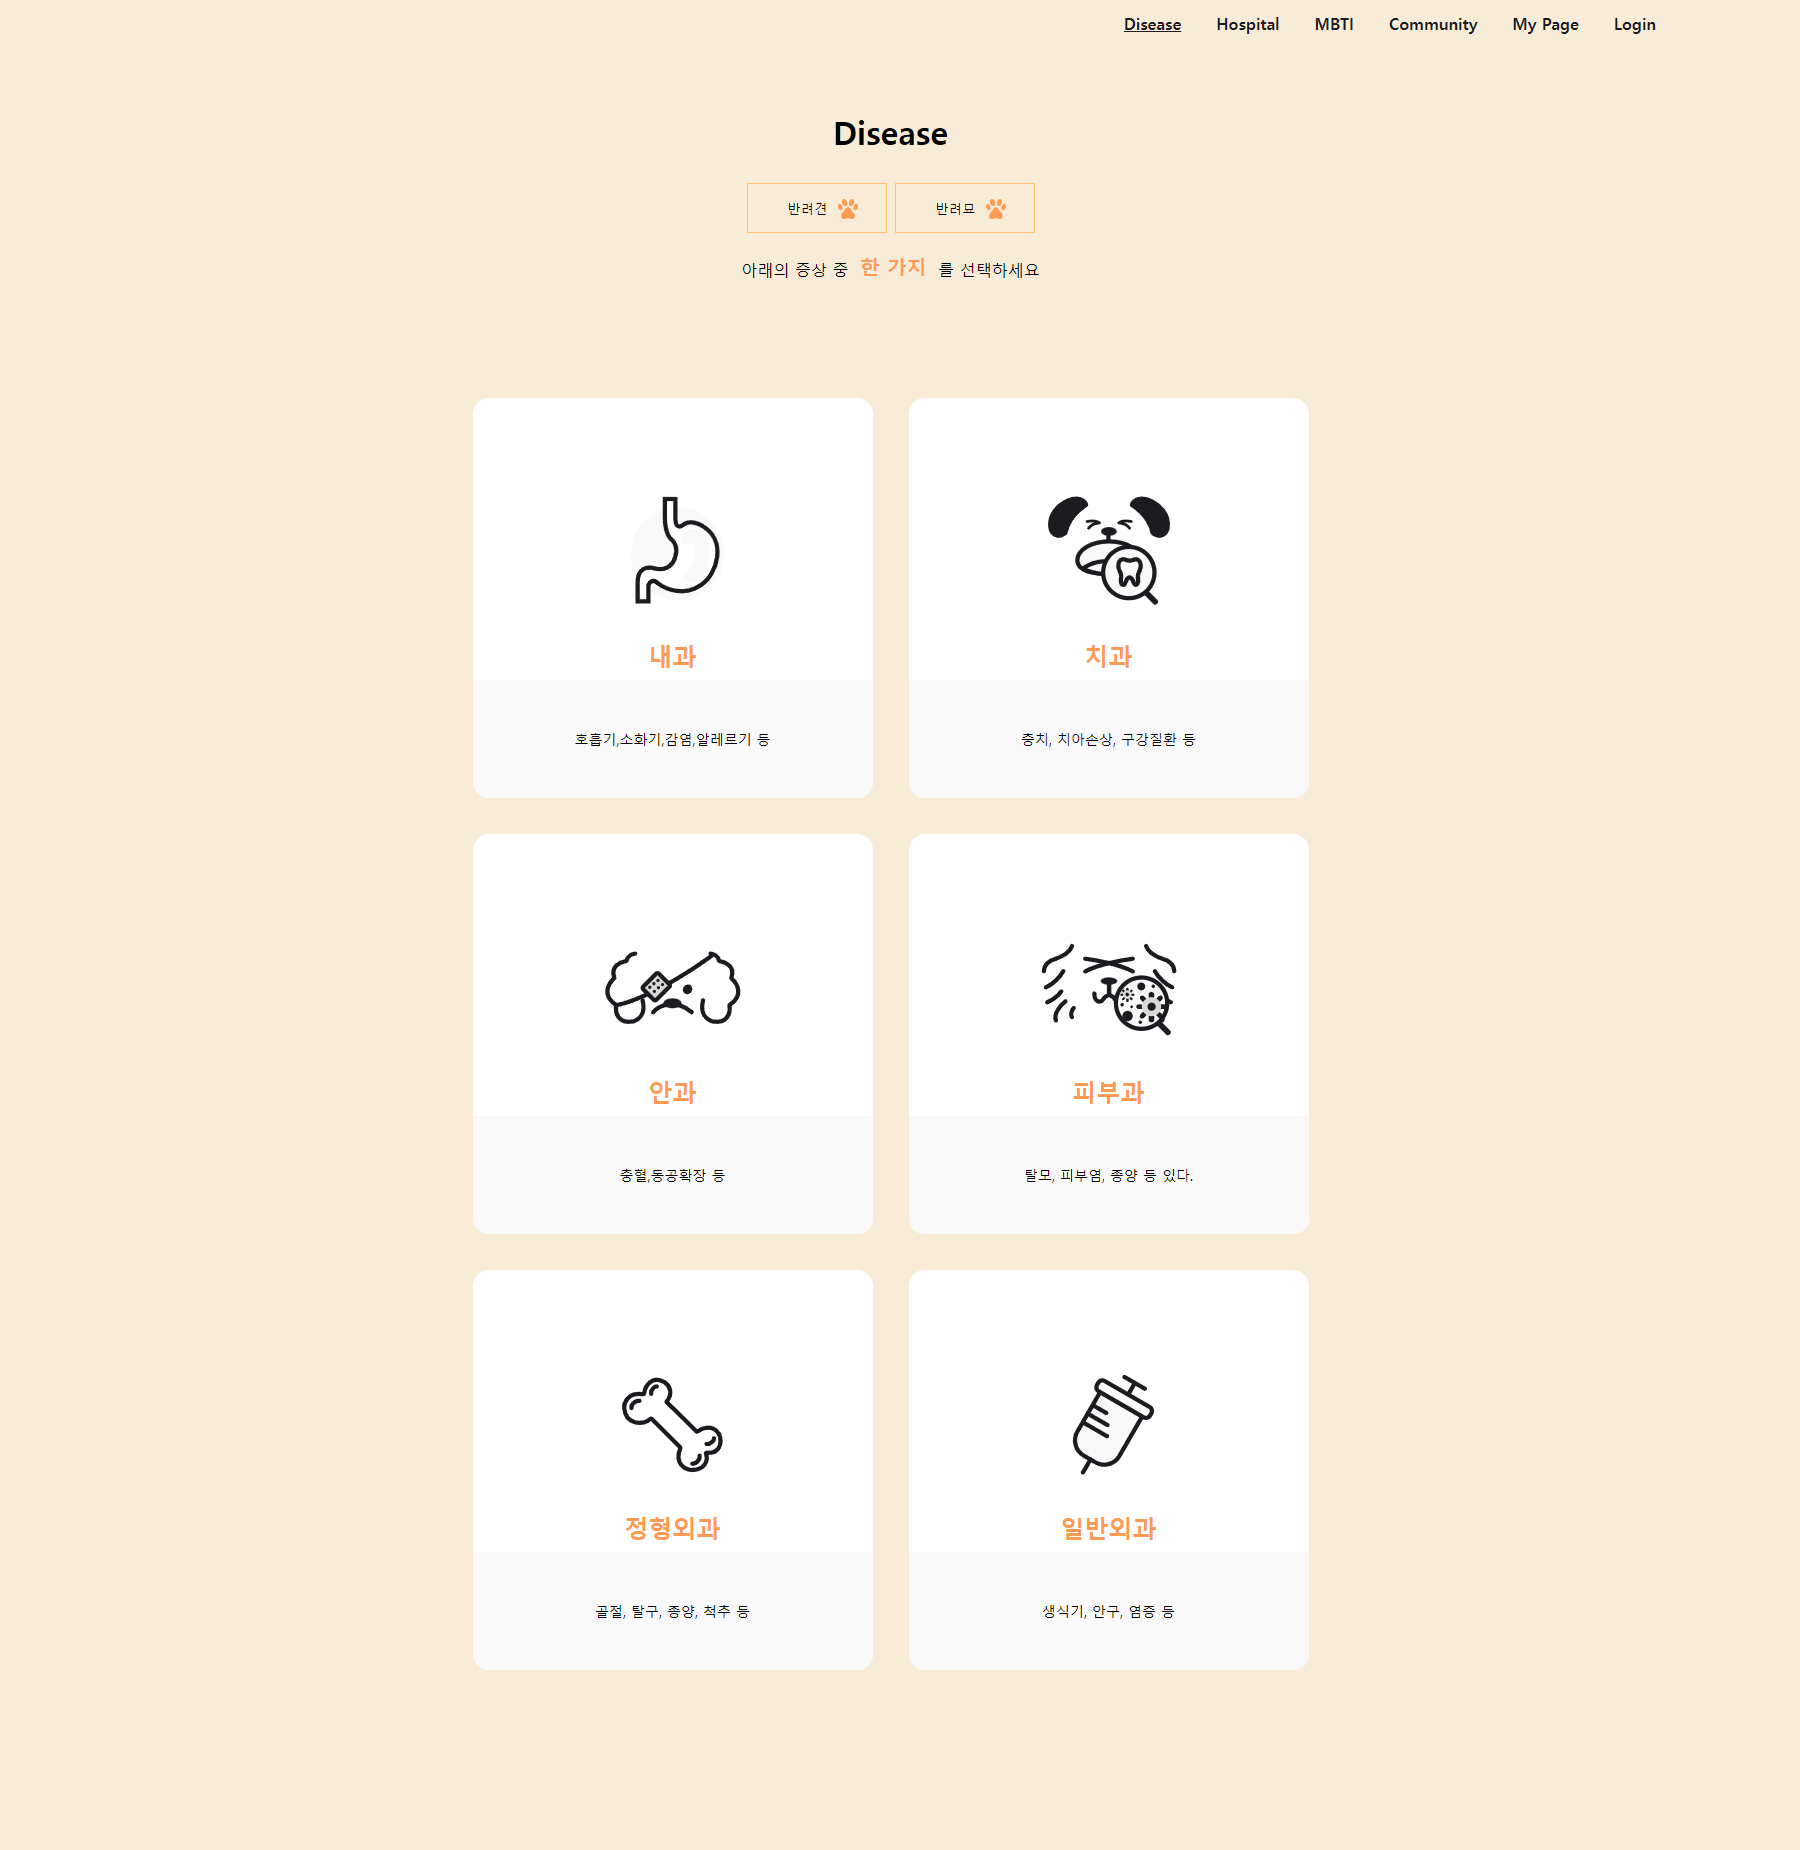 Disease Hospital MBTI Community My Page Login
Disease
반려견 반려묘
아래의 증상 중 한 가지 를 선택하세요
내과
호흡기,소화기,감염,알레르기 등
치과
충치, 치아손상, 구강질환 등
안과
충혈,동공확장 등
피부과
탈모, 피부염, 종양 등 있다.
정형외과
골절, 탈구, 종양, 척추 등
일반외과
생식기, 안구, 염증 등